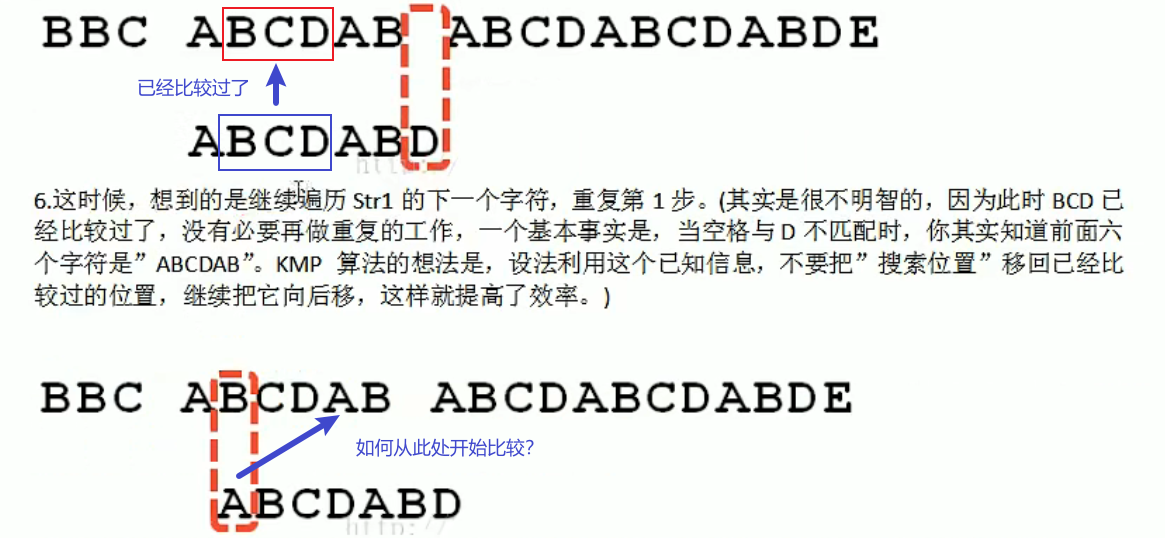 BBC ABCDAB ABCDABCDABDE
已经比较过了
ABCDABD
http://
6.这时候，想到的是继续遍历 Str1 的下一个字符，重复第 1 步。(其实是很不明智的，因为此时 BCD 已
经比较过了，没有必要再做重复的工作，一个基本事实是，当空格与 D 不匹配时，你其实知道前面六
个字符是”ABCDAB”。KMP 算法的想法是，设法利用这个已知信息，不要把”搜索位置”移回已经比
较过的位置，继续把它向后移，这样就提高了效率。)
BBC ABCDAB ABCDABCDABDE
如何从此处开始比较?
ABCDABD
http://